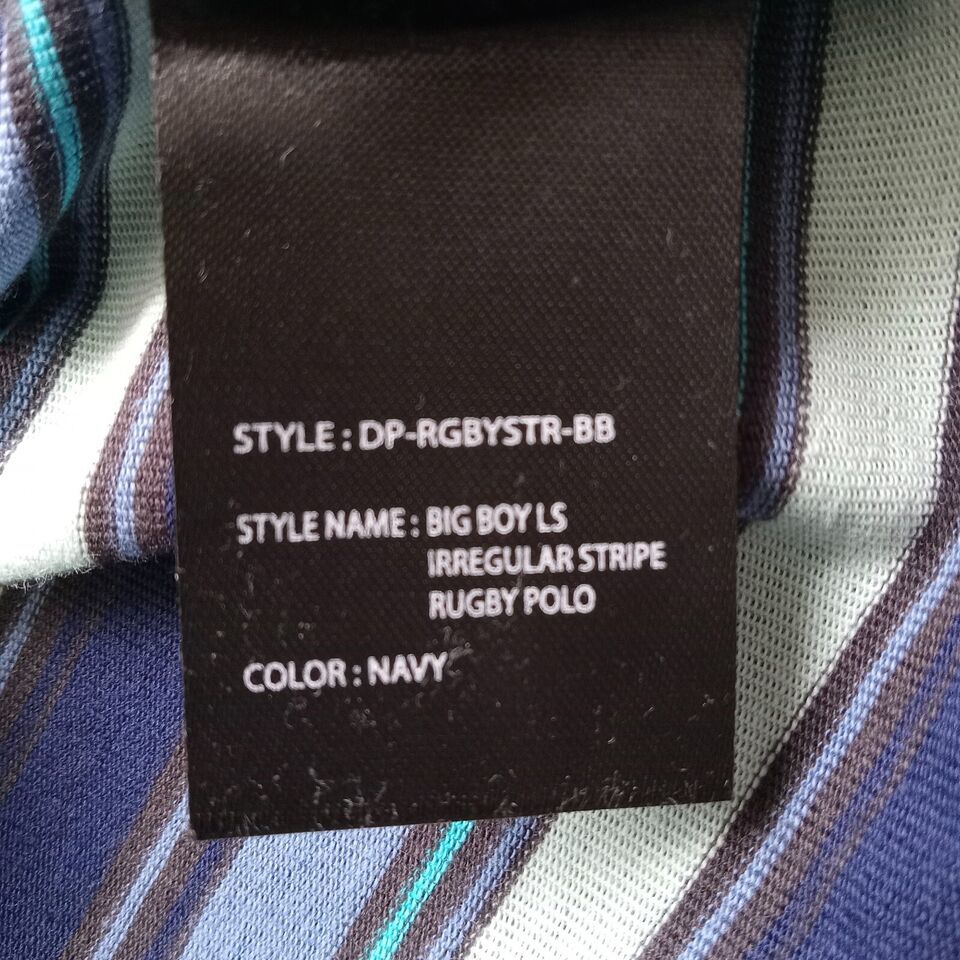 STYLE : DP-RGBYSTR-BB
STYLE NAME : BIG BOY LS
IRREGULAR STRIPE
RUGBY POLO
COLOR : NAVY